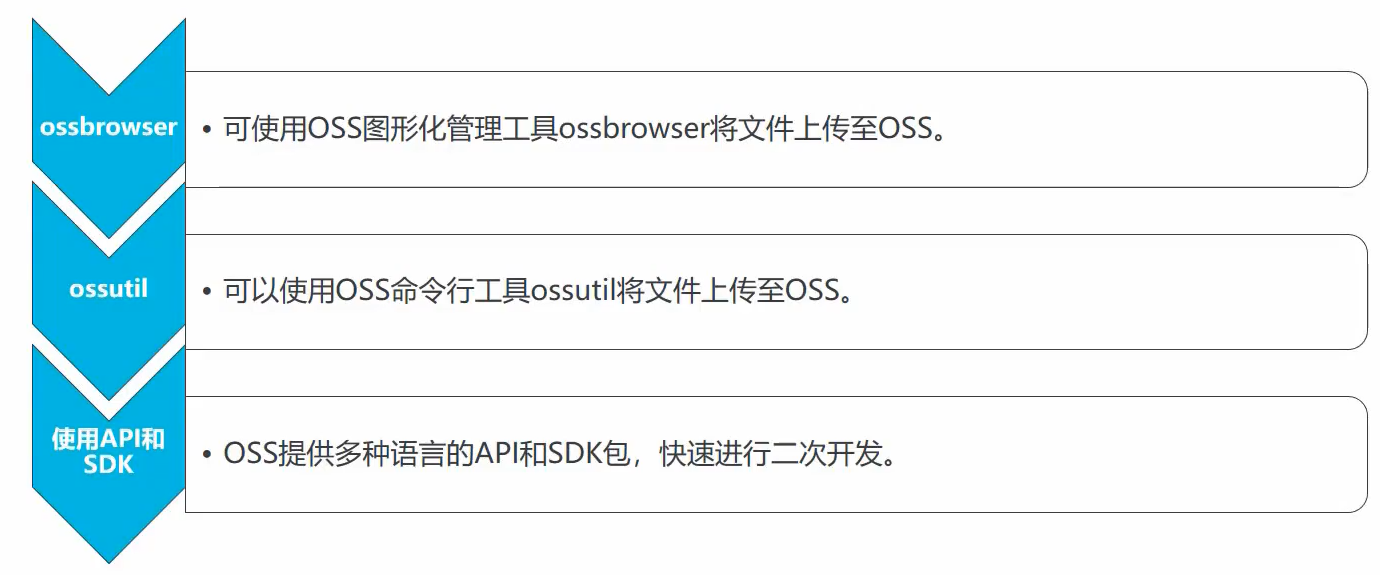 ossbrowser
• 可使用OSS图形化管理工具ossbrowser将文件上传至OSS。
ossutil
• 可以使用OSS命令行工具ossutil将文件上传至OSS。
使用API和
SDK
• OSS提供多种语言的API和SDK包，快速进行二次开发。